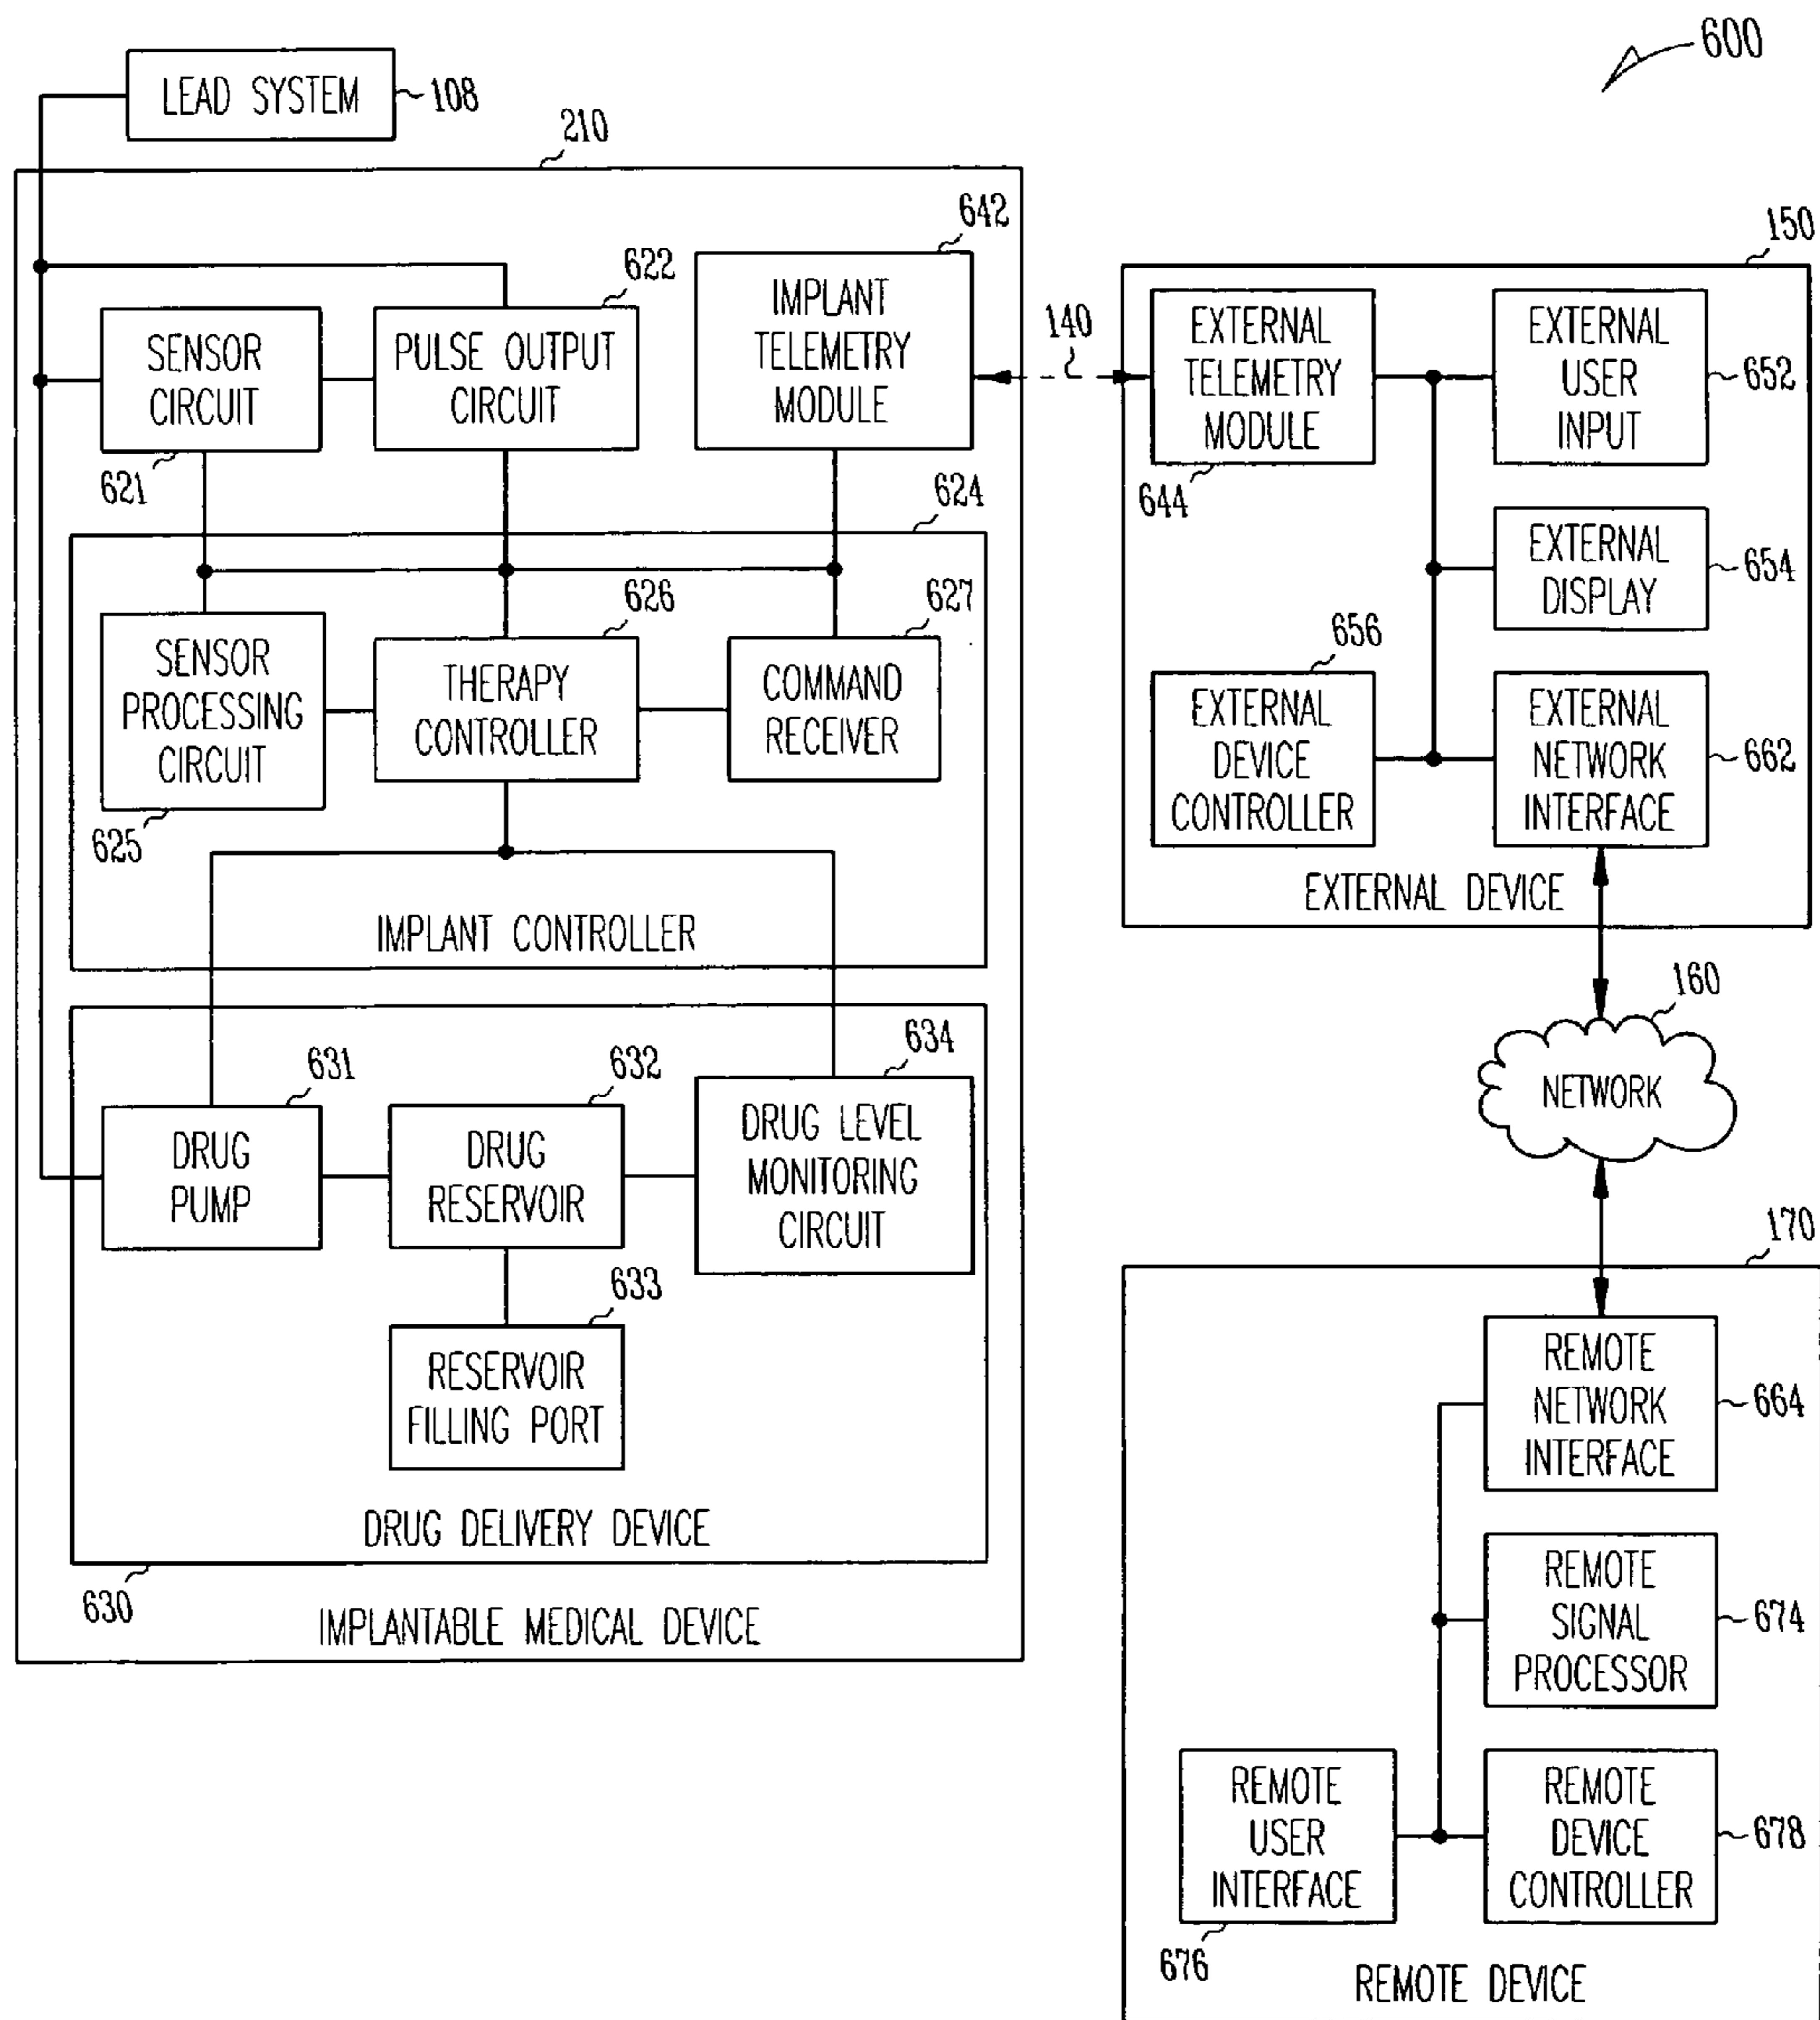 600
LEAD SYSTEM
108
210
642
622
IMPLANT
TELEMETRY
MODULE
SENSOR
CIRCUIT
PULSE OUTPUT
CIRCUIT
621
624
626
627
SENSOR
PROCESSING
CIRCUIT
THERAPY
CONTROLLER
COMMAND
RECEIVER
625
IMPLANT CONTROLLER
631
632
634
DRUG
PUMP
DRUG
RESERVOIR
DRUG LEVEL
MONITORING
CIRCUIT
633
RESERVOIR
FILLING PORT
DRUG DELIVERY DEVICE
630
IMPLANTABLE MEDICAL DEVICE
140
150
EXTERNAL
TELEMETRY
MODULE
644
EXTERNAL
USER
INPUT
652
EXTERNAL
DISPLAY
654
656
EXTERNAL
DEVICE
CONTROLLER
EXTERNAL
NETWORK
INTERFACE
662
EXTERNAL DEVICE
160
NETWORK
170
REMOTE
NETWORK
INTERFACE
664
REMOTE
SIGNAL
PROCESSOR
674
REMOTE
USER
INTERFACE
676
REMOTE
DEVICE
CONTROLLER
678
REMOTE DEVICE